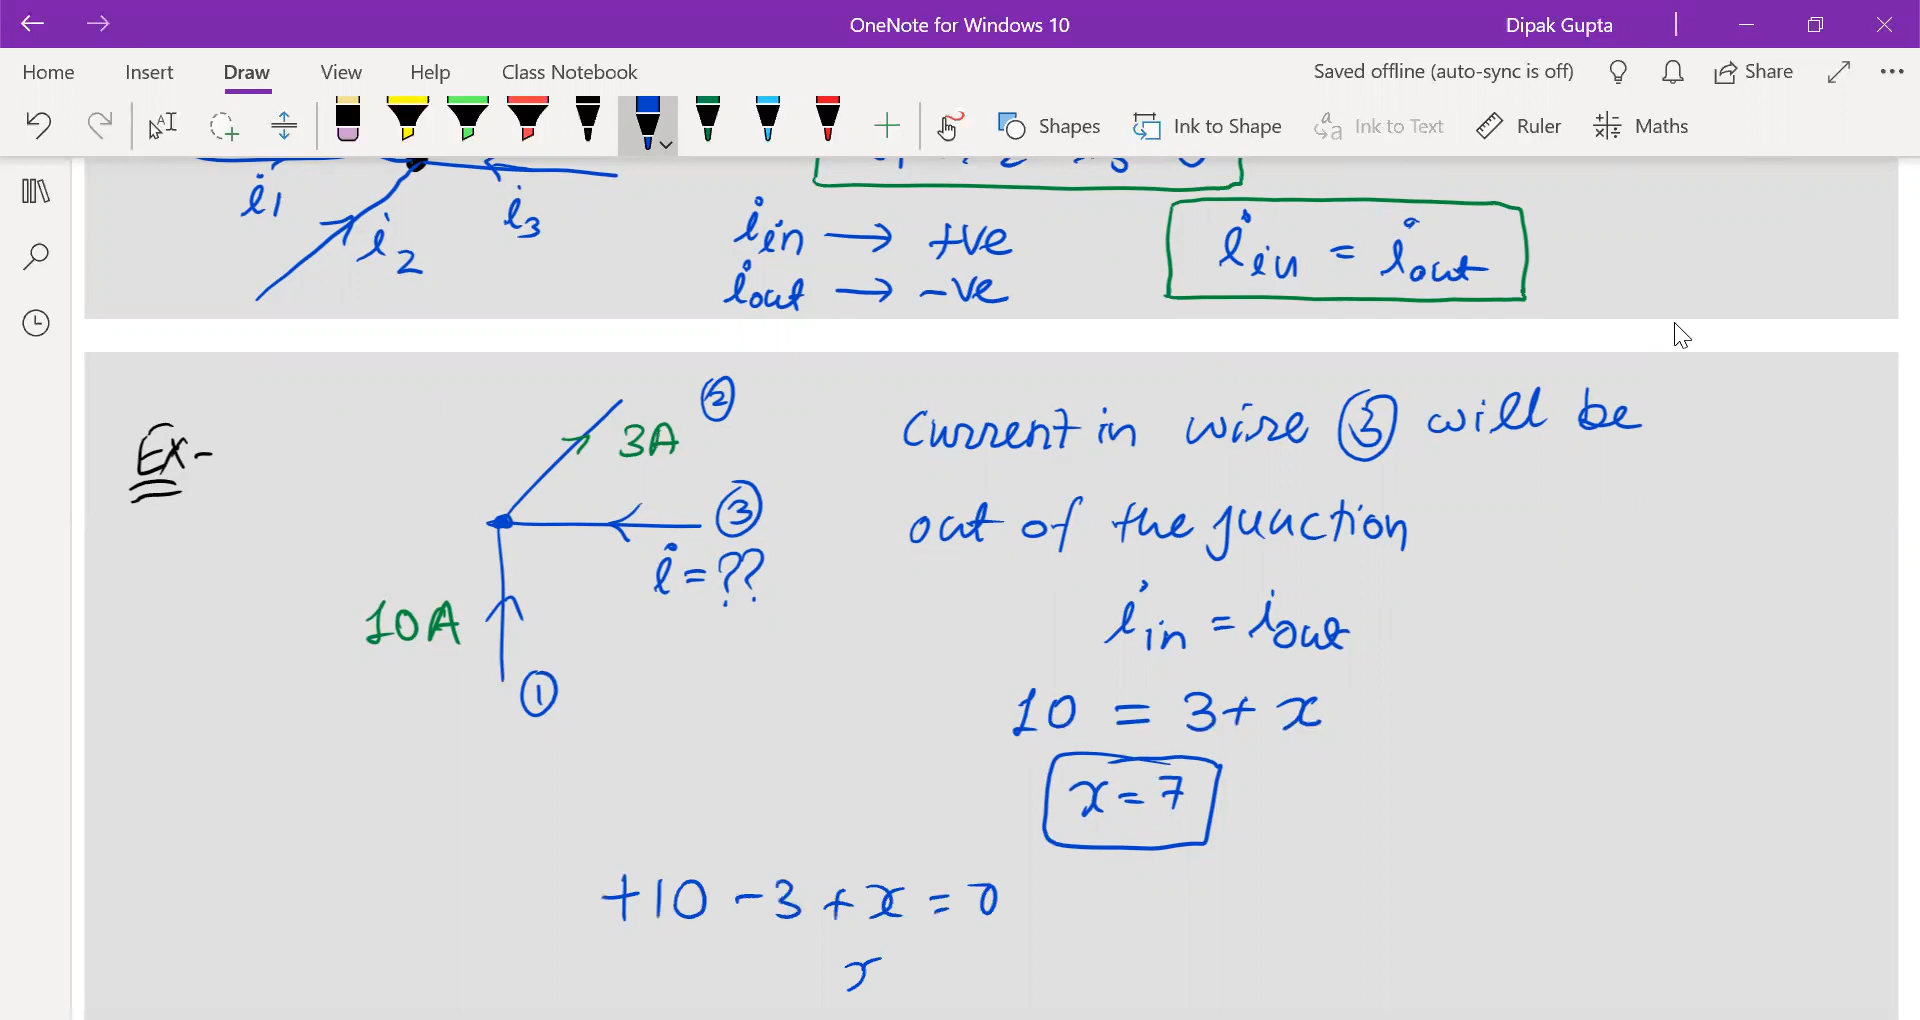 OneNote for Windows 10
Dipak Gupta
Home Insert Draw View Help Class Notebook
Saved offline (auto-sync is off) Share
Shapes Ink to Shape Ink to Text Ruler Maths
i1
i2
i3
iin → +ve
iout → -ve
iin = iout
Ex-
② 3A
③
i = ??
10A
①
Current in wire ③ will be
out of the junction
iin = iout
10 = 3 + x
x = 7
+10 - 3 + x = 0
x